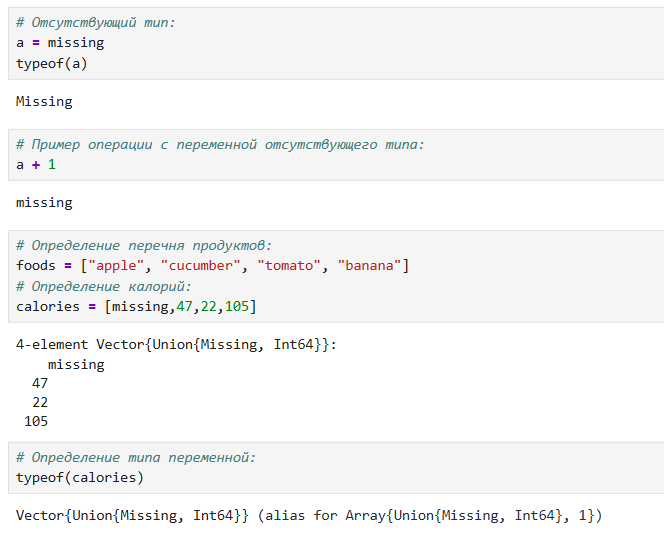 # Отсутствующий тип:
a = missing
typeof(a)
Missing
# Пример операции с переменной отсутствующего типа:
a + 1
missing
# Определение перечня продуктов:
foods = ["apple", "cucumber", "tomato", "banana"]
# Определение калорий:
calories = [missing,47,22,105]
4-element Vector{Union{Missing, Int64}}:
    missing
  47
  22
 105
# Определение типа переменной:
typeof(calories)
Vector{Union{Missing, Int64}} (alias for Array{Union{Missing, Int64}, 1})